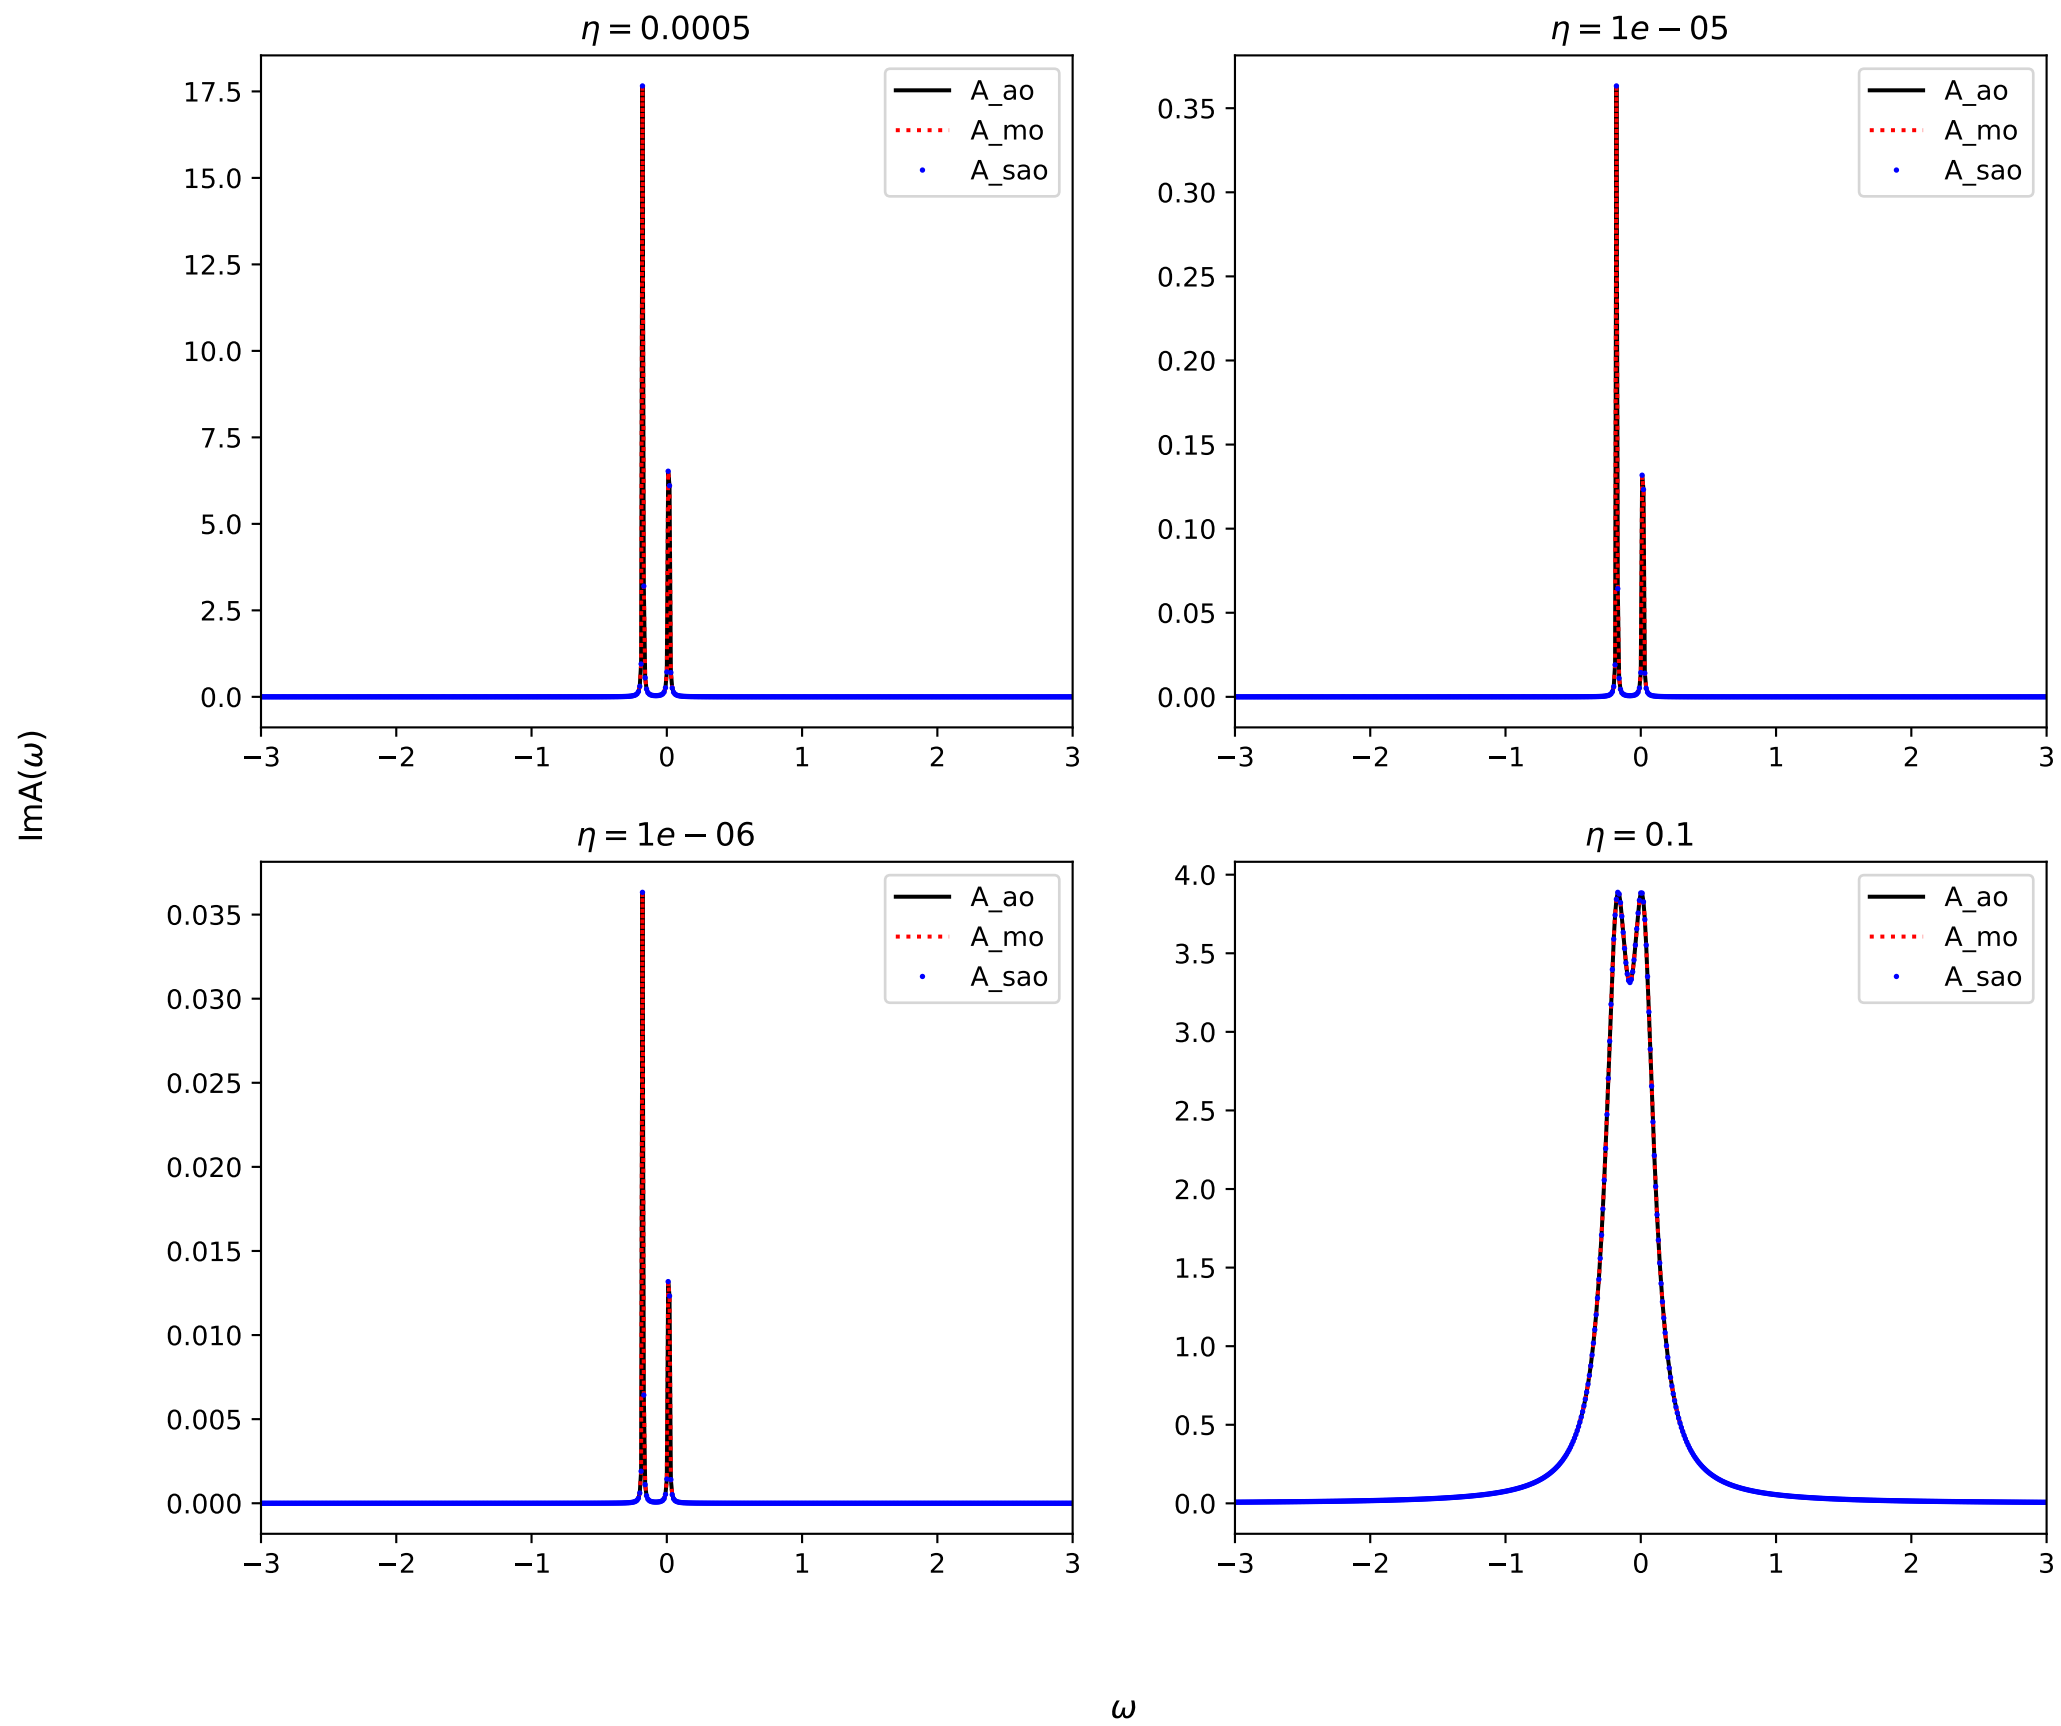 η = 0.0005
17.5
15.0
12.5
10.0
7.5
5.0
2.5
0.0
−3 −2 −1 0 1 2 3
A_ao
A_mo
A_sao
η = 1e − 05
0.35
0.30
0.25
0.20
0.15
0.10
0.05
0.00
−3 −2 −1 0 1 2 3
A_ao
A_mo
A_sao
ImA(ω)
η = 1e − 06
0.035
0.030
0.025
0.020
0.015
0.010
0.005
0.000
−3 −2 −1 0 1 2 3
A_ao
A_mo
A_sao
η = 0.1
4.0
3.5
3.0
2.5
2.0
1.5
1.0
0.5
0.0
−3 −2 −1 0 1 2 3
A_ao
A_mo
A_sao
ω